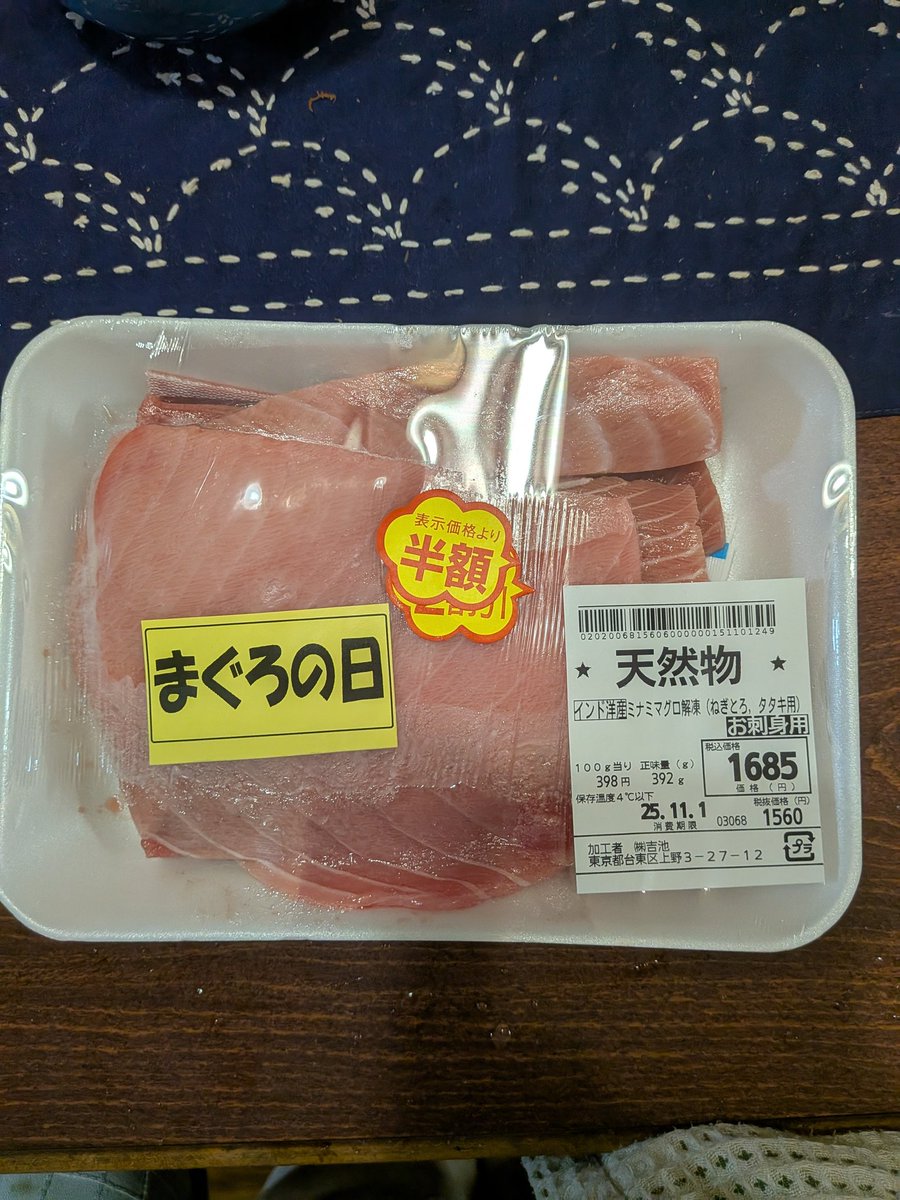 表示価格より
半額
まぐろの日
0202006815606000000151101249
★ 天然物 ★
インド洋産ミナミマグロ解凍（ねぎとろ，タタキ用）
お刺身用
100g当り 正味量（g） 税込価格
398円 392g 1685
価格（円）
保存温度4℃以下 税抜価格（円）
25.11.1 03068 1560
消費期限
加工者 ㈱吉池
東京都台東区上野3-27-12
プラ